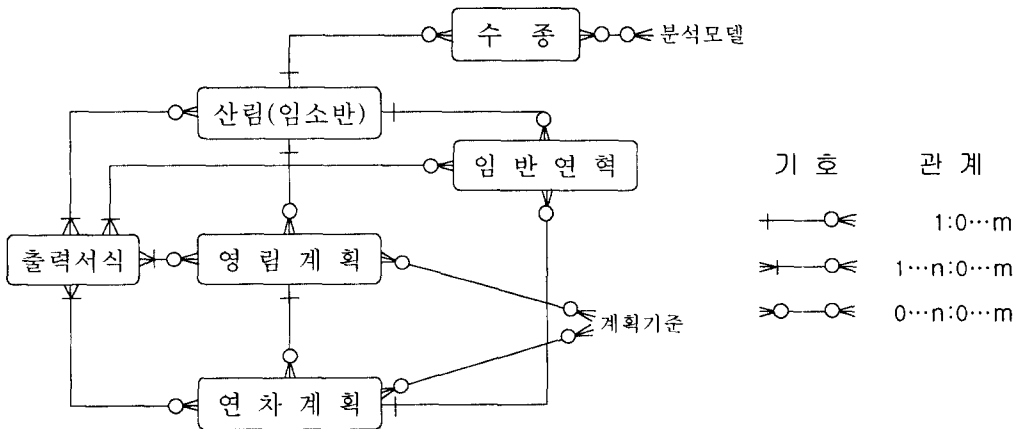 수 종
분석모델
산림(임소반)
임 반 연 혁
출력서식
영 림 계 획
계획기준
연 차 계 획
기 호 관 계
1:0…m
1…n:0…m
0…n:0…m